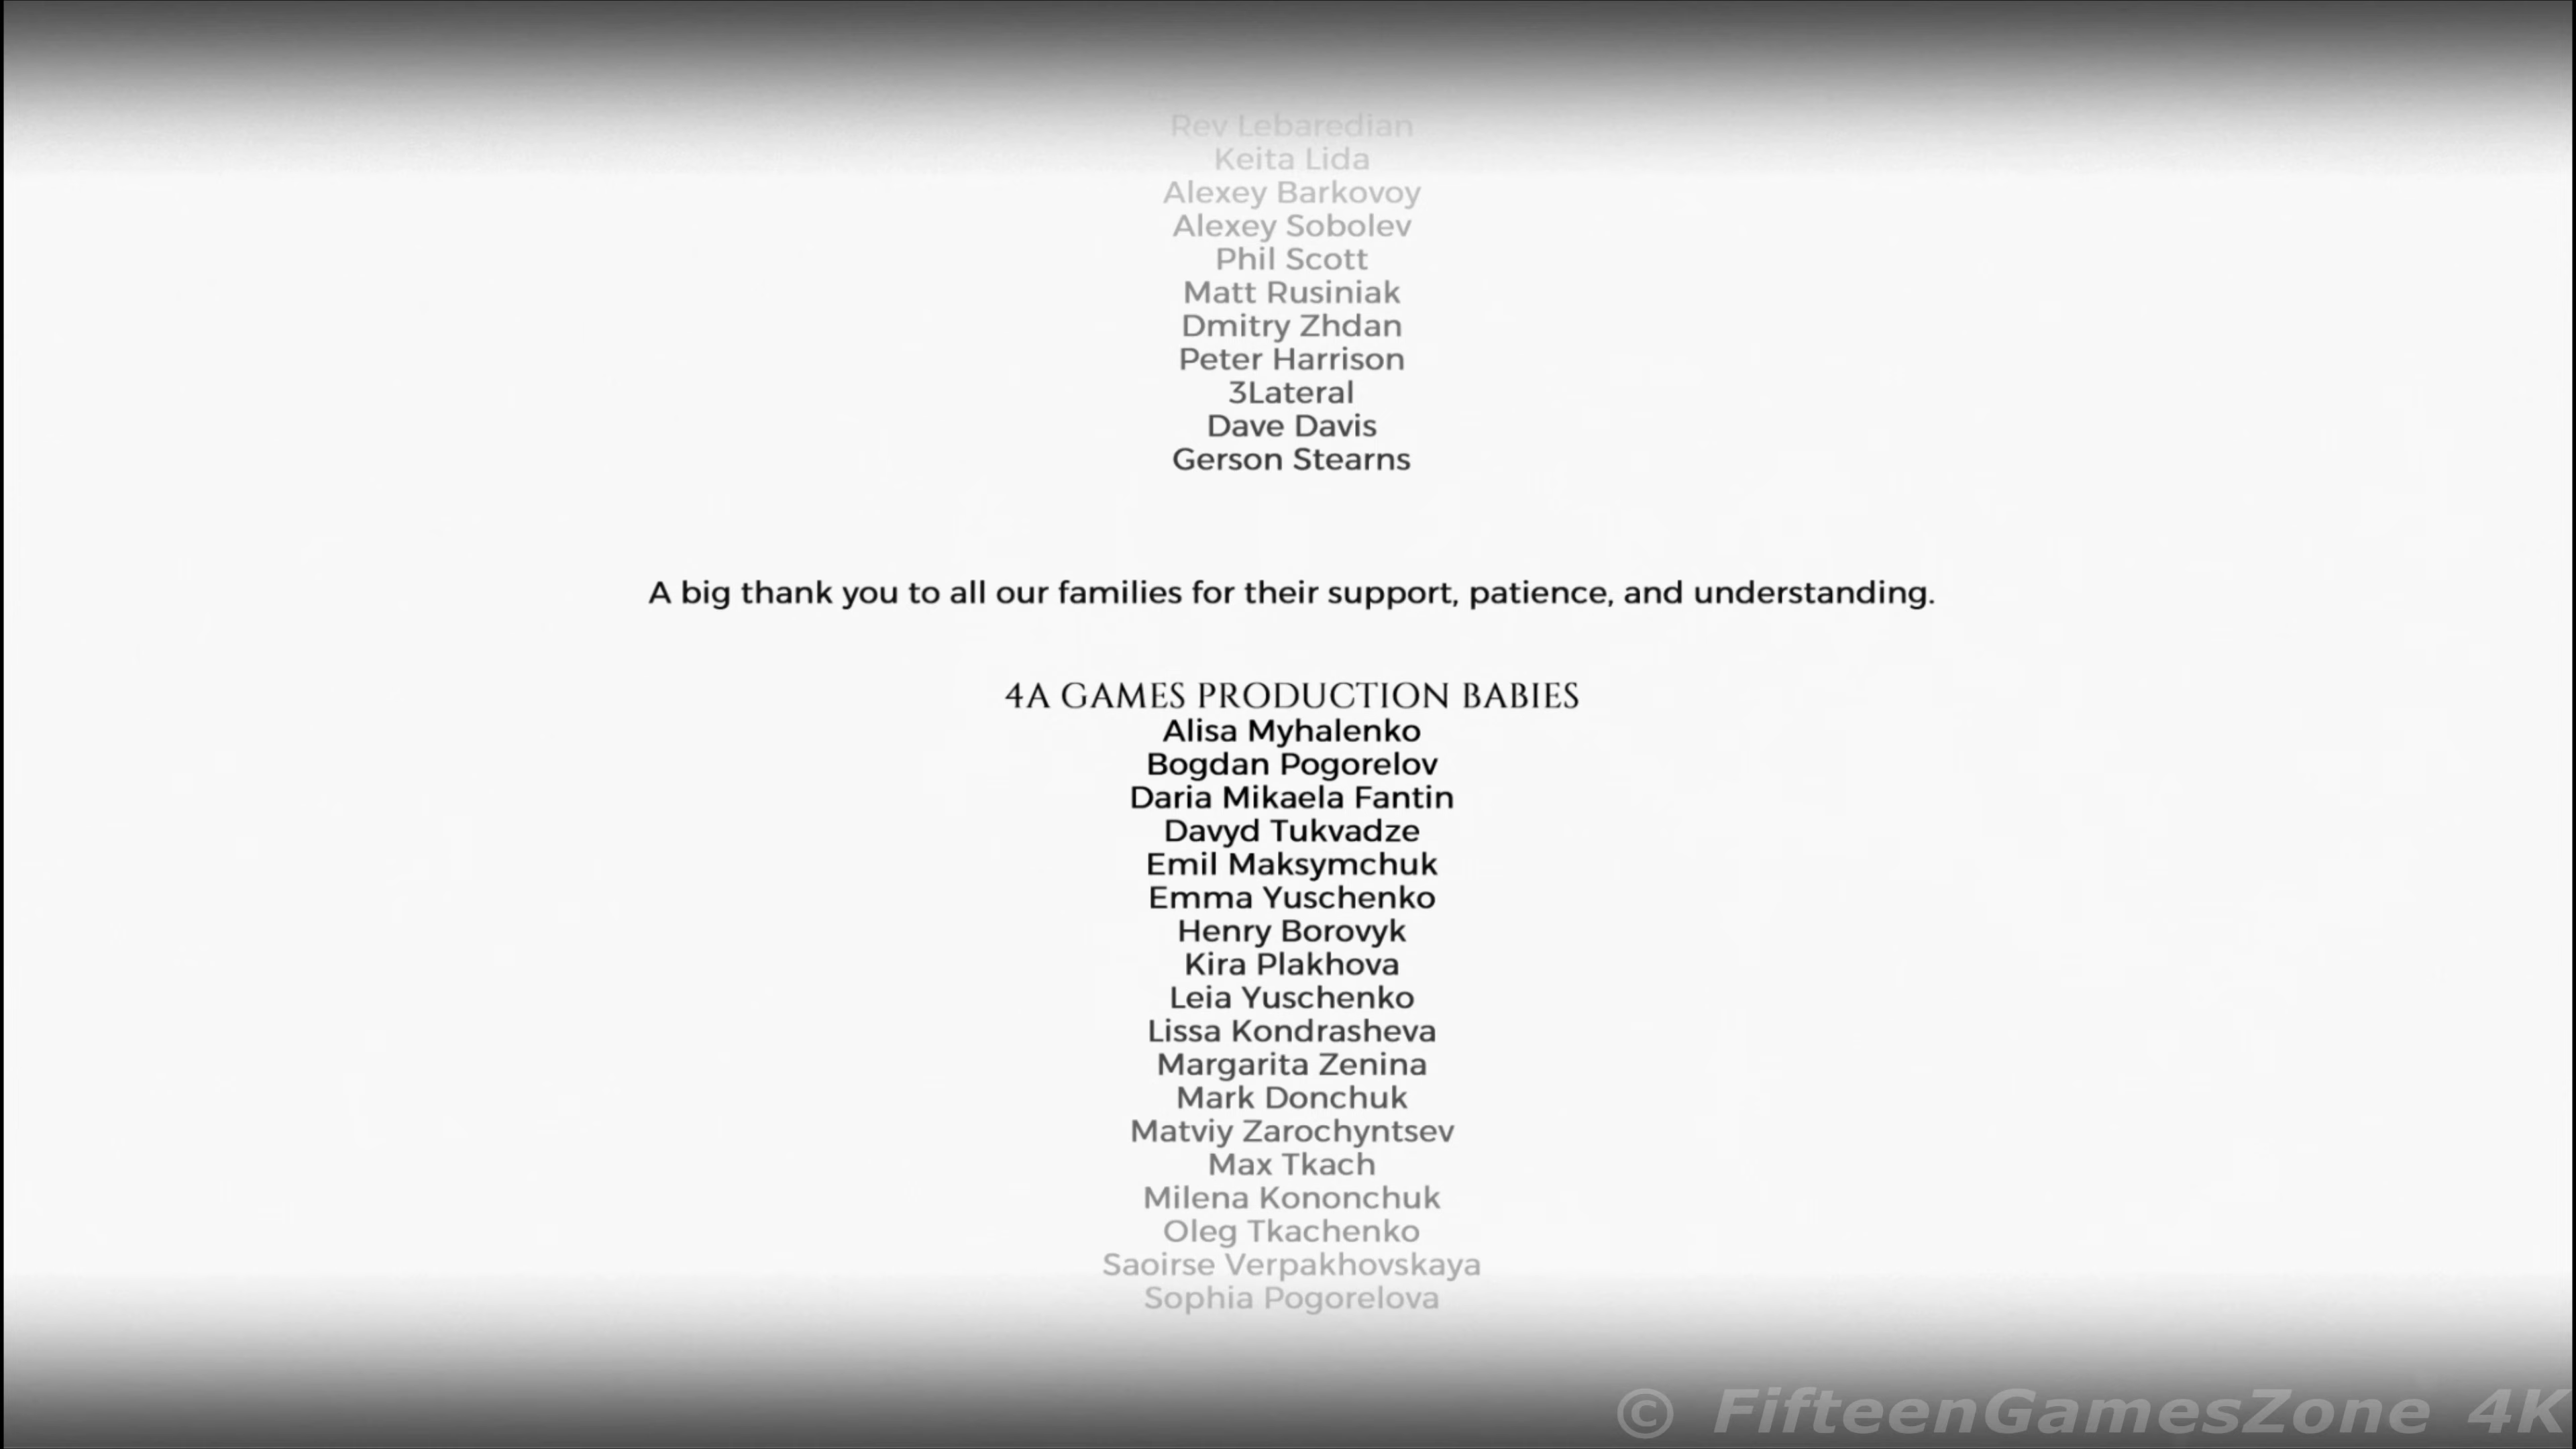 Rev Lebaredian
Keita Lida
Alexey Barkovoy
Alexey Sobolev
Phil Scott
Matt Rusiniak
Dmitry Zhdan
Peter Harrison
3Lateral
Dave Davis
Gerson Stearns
A big thank you to all our families for their support, patience, and understanding.
4A GAMES PRODUCTION BABIES
Alisa Myhalenko
Bogdan Pogorelov
Daria Mikaela Fantin
Davyd Tukvadze
Emil Maksymchuk
Emma Yuschenko
Henry Borovyk
Kira Plakhova
Leia Yuschenko
Lissa Kondrasheva
Margarita Zenina
Mark Donchuk
Matviy Zarochyntsev
Max Tkach
Milena Kononchuk
Oleg Tkachenko
Saoirse Verpakhovskaya
Sophia Pogorelova
© FifteenGamesZone 4K